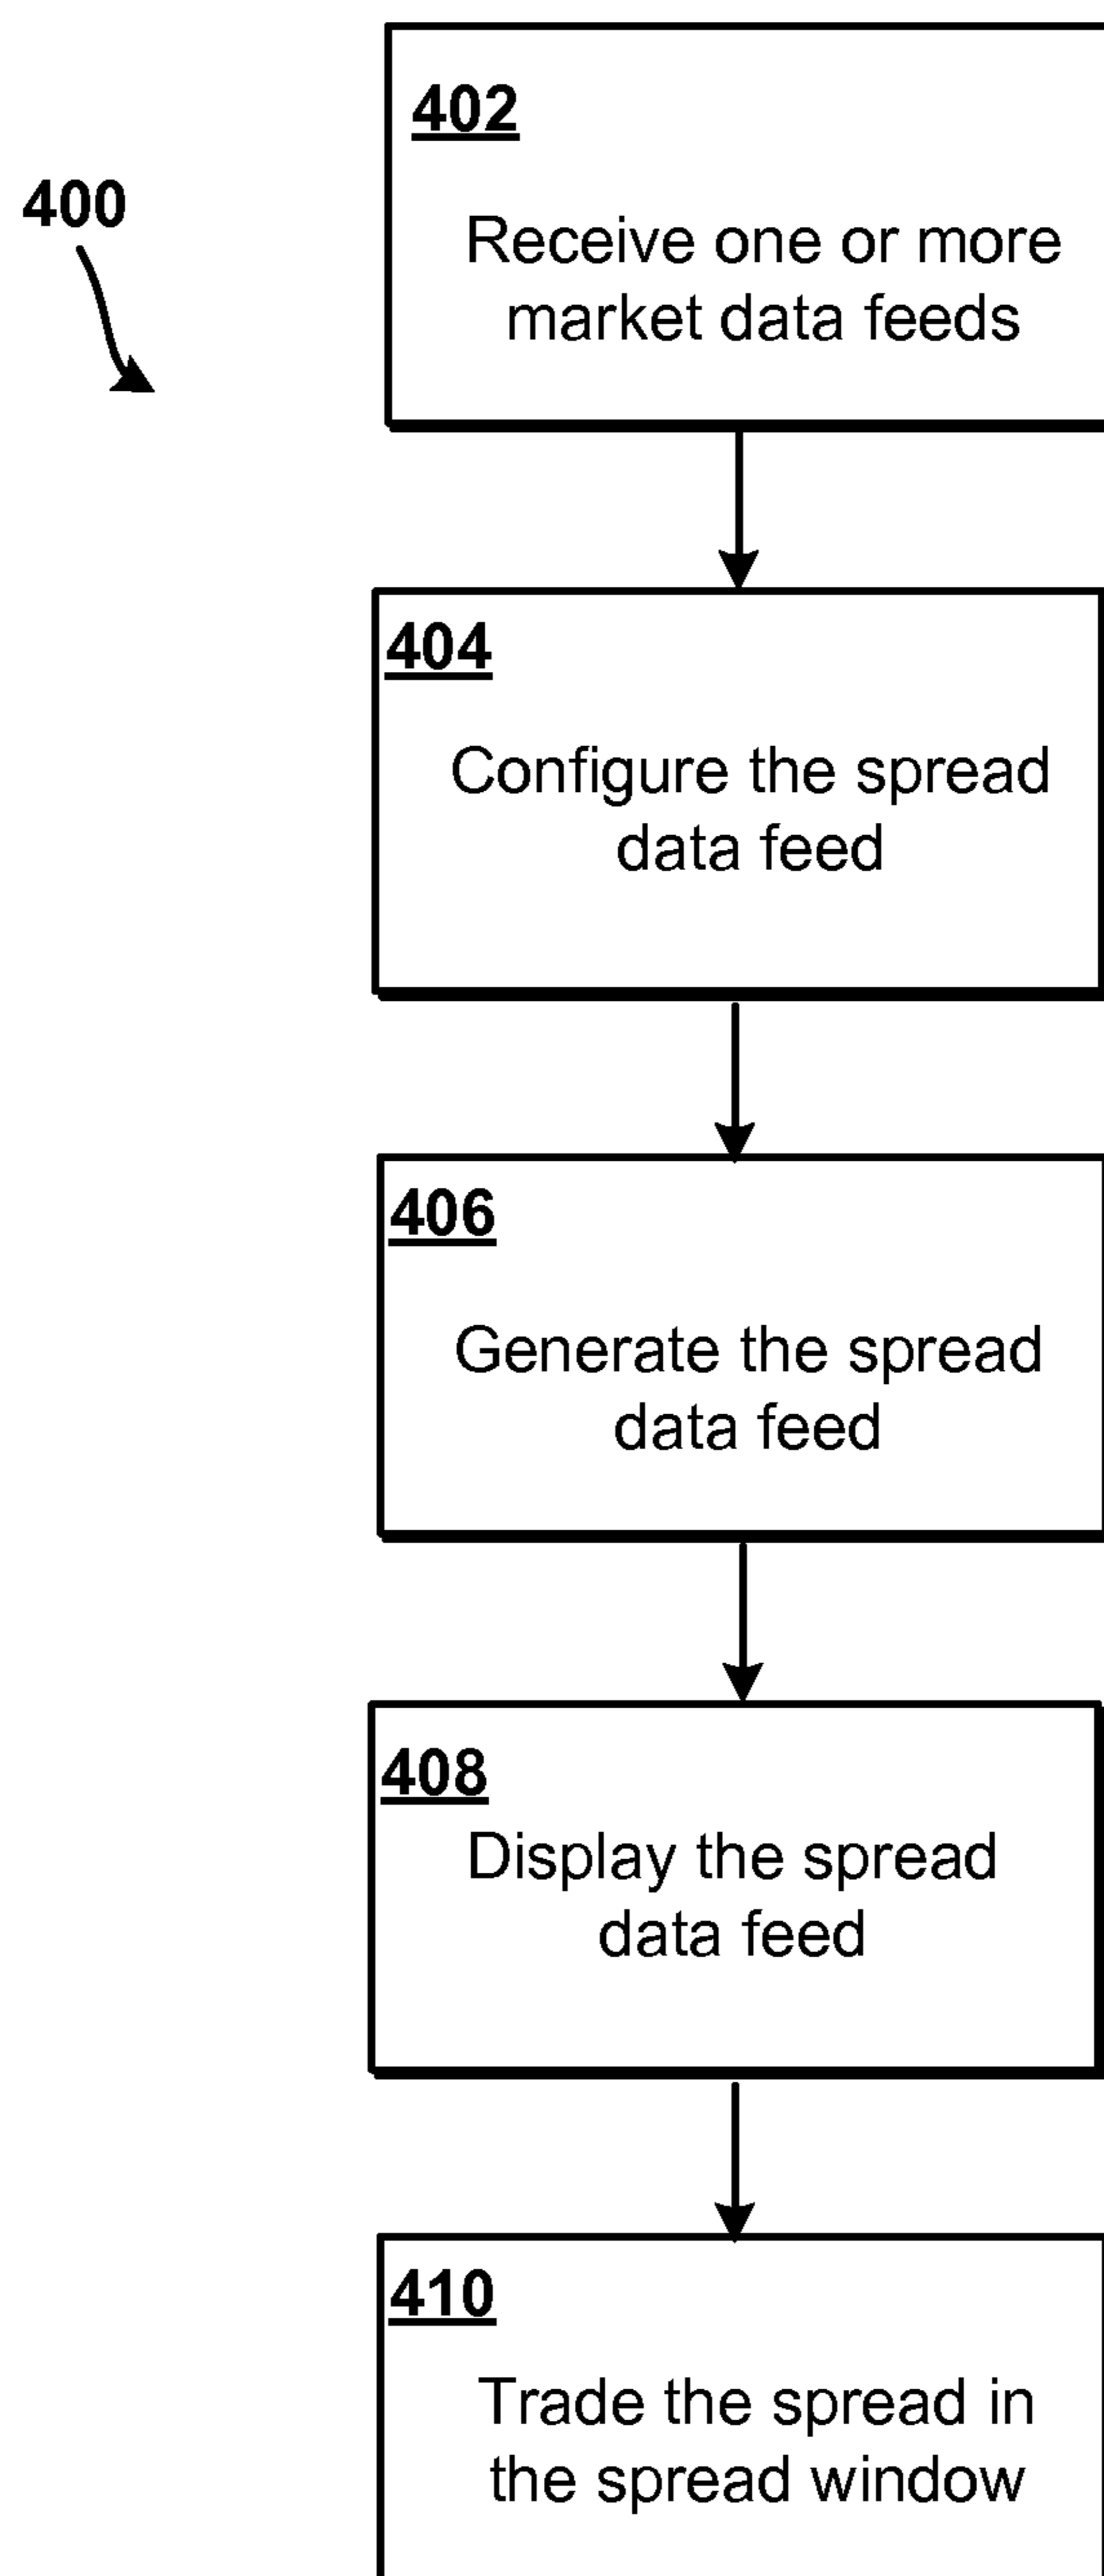 400
402
Receive one or more
market data feeds
404
Configure the spread
data feed
406
Generate the spread
data feed
408
Display the spread
data feed
410
Trade the spread in
the spread window